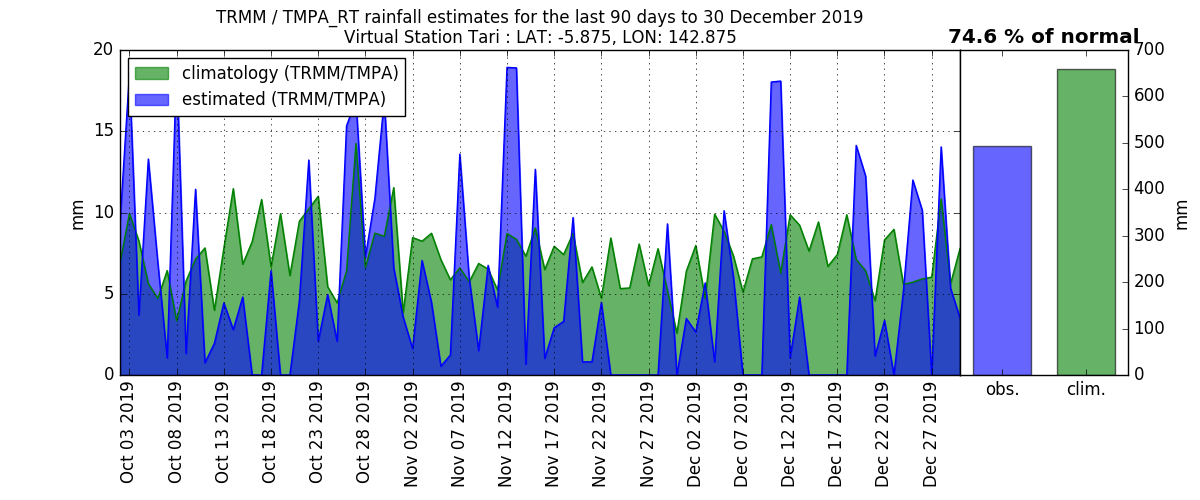 TRMM / TMPA_RT rainfall estimates for the last 90 days to 30 December 2019
Virtual Station Tari : LAT: -5.875, LON: 142.875
74.6 % of normal
climatology (TRMM/TMPA)
estimated (TRMM/TMPA)
mm
20
15
10
5
0
Oct 03 2019
Oct 08 2019
Oct 13 2019
Oct 18 2019
Oct 23 2019
Oct 28 2019
Nov 02 2019
Nov 07 2019
Nov 12 2019
Nov 17 2019
Nov 22 2019
Nov 27 2019
Dec 02 2019
Dec 07 2019
Dec 12 2019
Dec 17 2019
Dec 22 2019
Dec 27 2019
obs.
clim.
700
600
500
400
300
200
100
0
mm